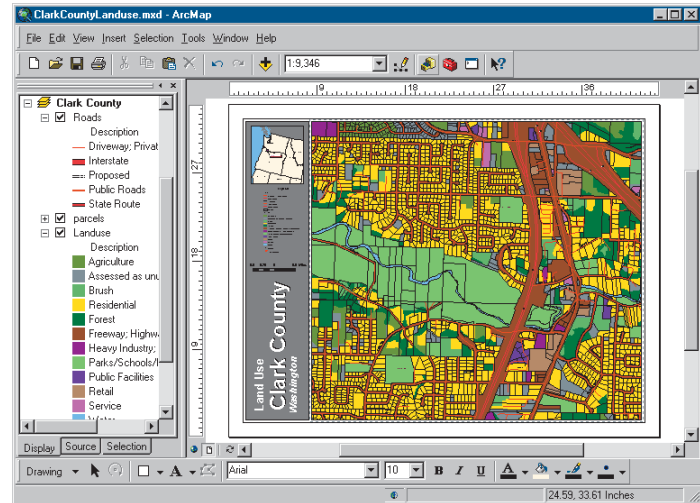 ClarkCountyLanduse.mxd - ArcMap
File Edit View Insert Selection Tools Window Help
1:9,346
Clark County
Roads
Description
Driveway; Privat
Interstate
Proposed
Public Roads
State Route
parcels
Landuse
Description
Agriculture
Assessed as unu
Brush
Residential
Forest
Freeway; Highw
Heavy Industry;
Parks/Schools/
Public Facilities
Retail
Service
Water
Display Source Selection
9 18 27 36
27
18
9
Land Use
Clark County
Washington
Drawing A Arial 10 B I U A
24.59, 33.61 Inches